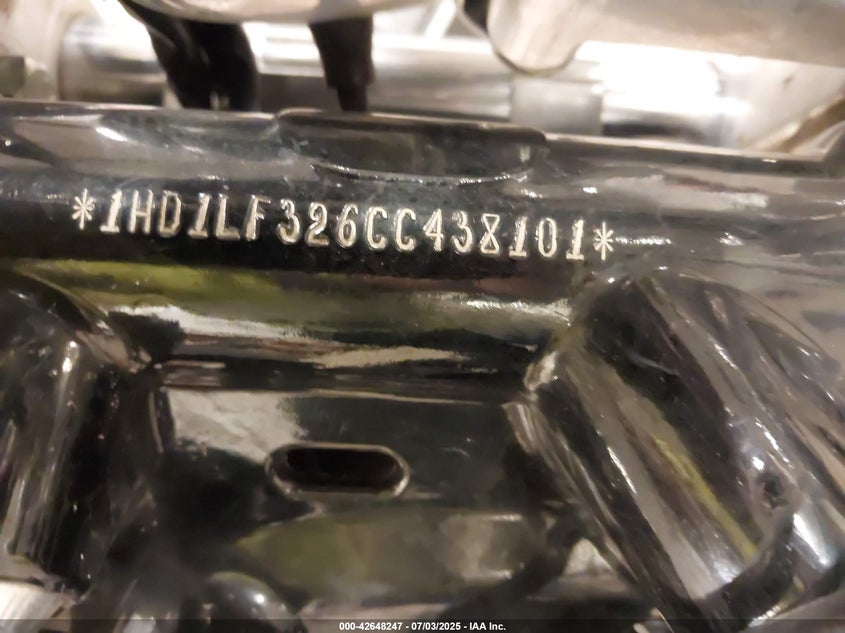 *1HD1LF326CC438101*
000-42648247 - 07/03/2025 - IAA Inc.